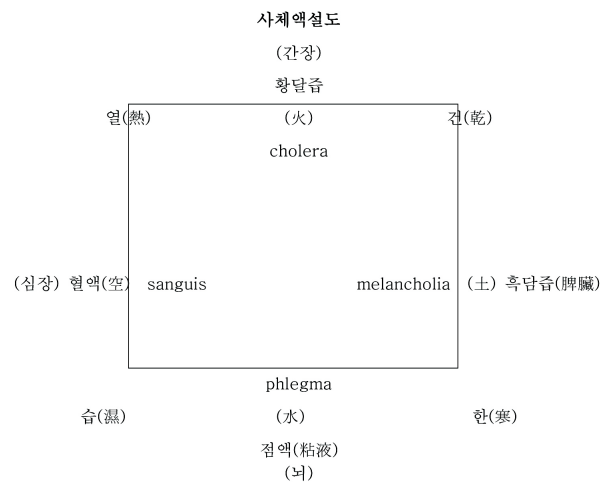 사체액설도
(간장)
황달즙
열(熱) (火) 건(乾)
cholera
(심장) 혈액(空) sanguis melancholia (土) 흑담즙(脾臟)
phlegma
습(濕) (水) 한(寒)
점액(粘液)
(뇌)